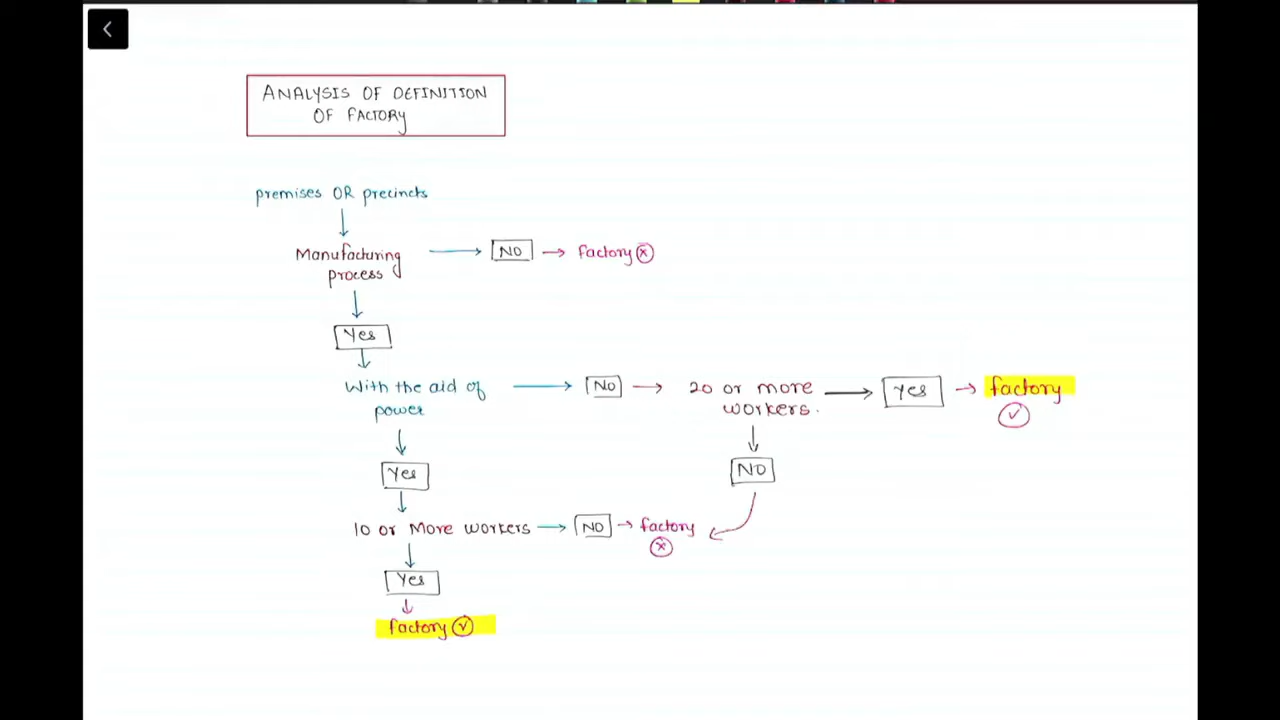 ANALYSIS OF DEFINITION
OF FACTORY
premises OR precincts
Manufacturing
process
NO
factory ⓧ
Yes
With the aid of
power
NO
20 or more
workers.
Yes
factory
✓
Yes
NO
10 or More workers
NO
factory
ⓧ
Yes
factory ✓